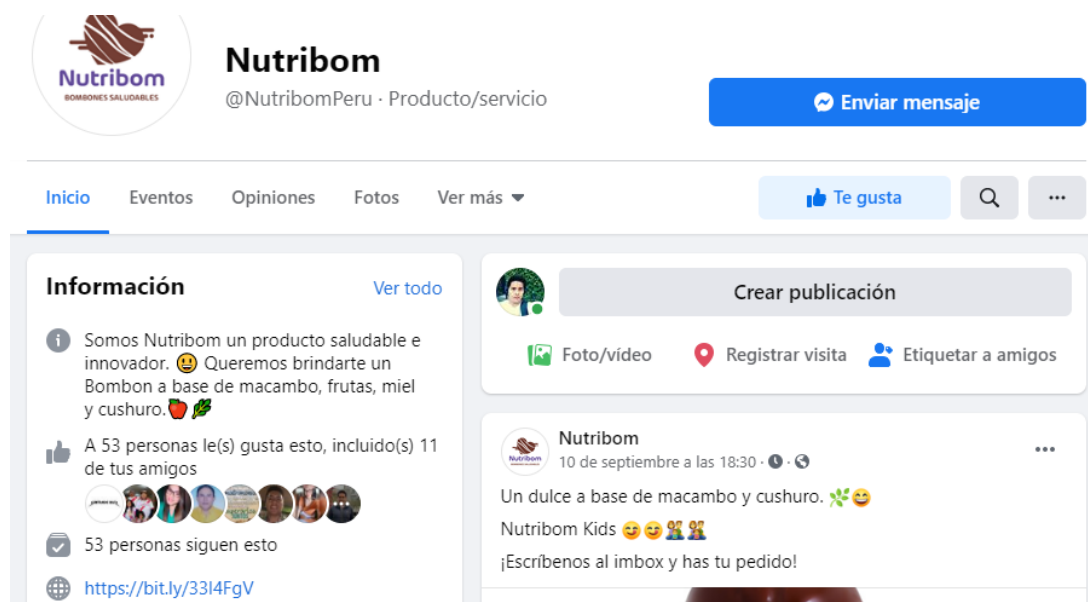 Nutribom
BOMBONES SALUDABLES
Nutribom
@NutribomPeru · Producto/servicio
Enviar mensaje
Inicio
Eventos
Opiniones
Fotos
Ver más
Te gusta
Información
Ver todo
Somos Nutribom un producto saludable e
innovador. 😃 Queremos brindarte un
Bombon a base de macambo, frutas, miel
y cushuro.🍎🌿
A 53 personas le(s) gusta esto, incluido(s) 11
de tus amigos
53 personas siguen esto
https://bit.ly/33l4FgV
Crear publicación
Foto/vídeo
Registrar visita
Etiquetar a amigos
Nutribom
Nutribom
10 de septiembre a las 18:30 ·
Un dulce a base de macambo y cushuro. 🌿😄
Nutribom Kids 😋😋👨‍👩‍👧‍👦👨‍👩‍👧‍👦
¡Escríbenos al imbox y has tu pedido!